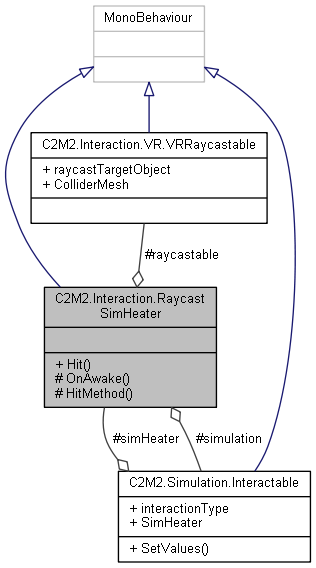 MonoBehaviour
C2M2.Interaction.VR.VRRaycastable
+ raycastTargetObject
+ ColliderMesh
#raycastable
C2M2.Interaction.Raycast
SimHeater
+ Hit()
# OnAwake()
# HitMethod()
#simHeater
#simulation
C2M2.Simulation.Interactable
+ interactionType
+ SimHeater
+ SetValues()